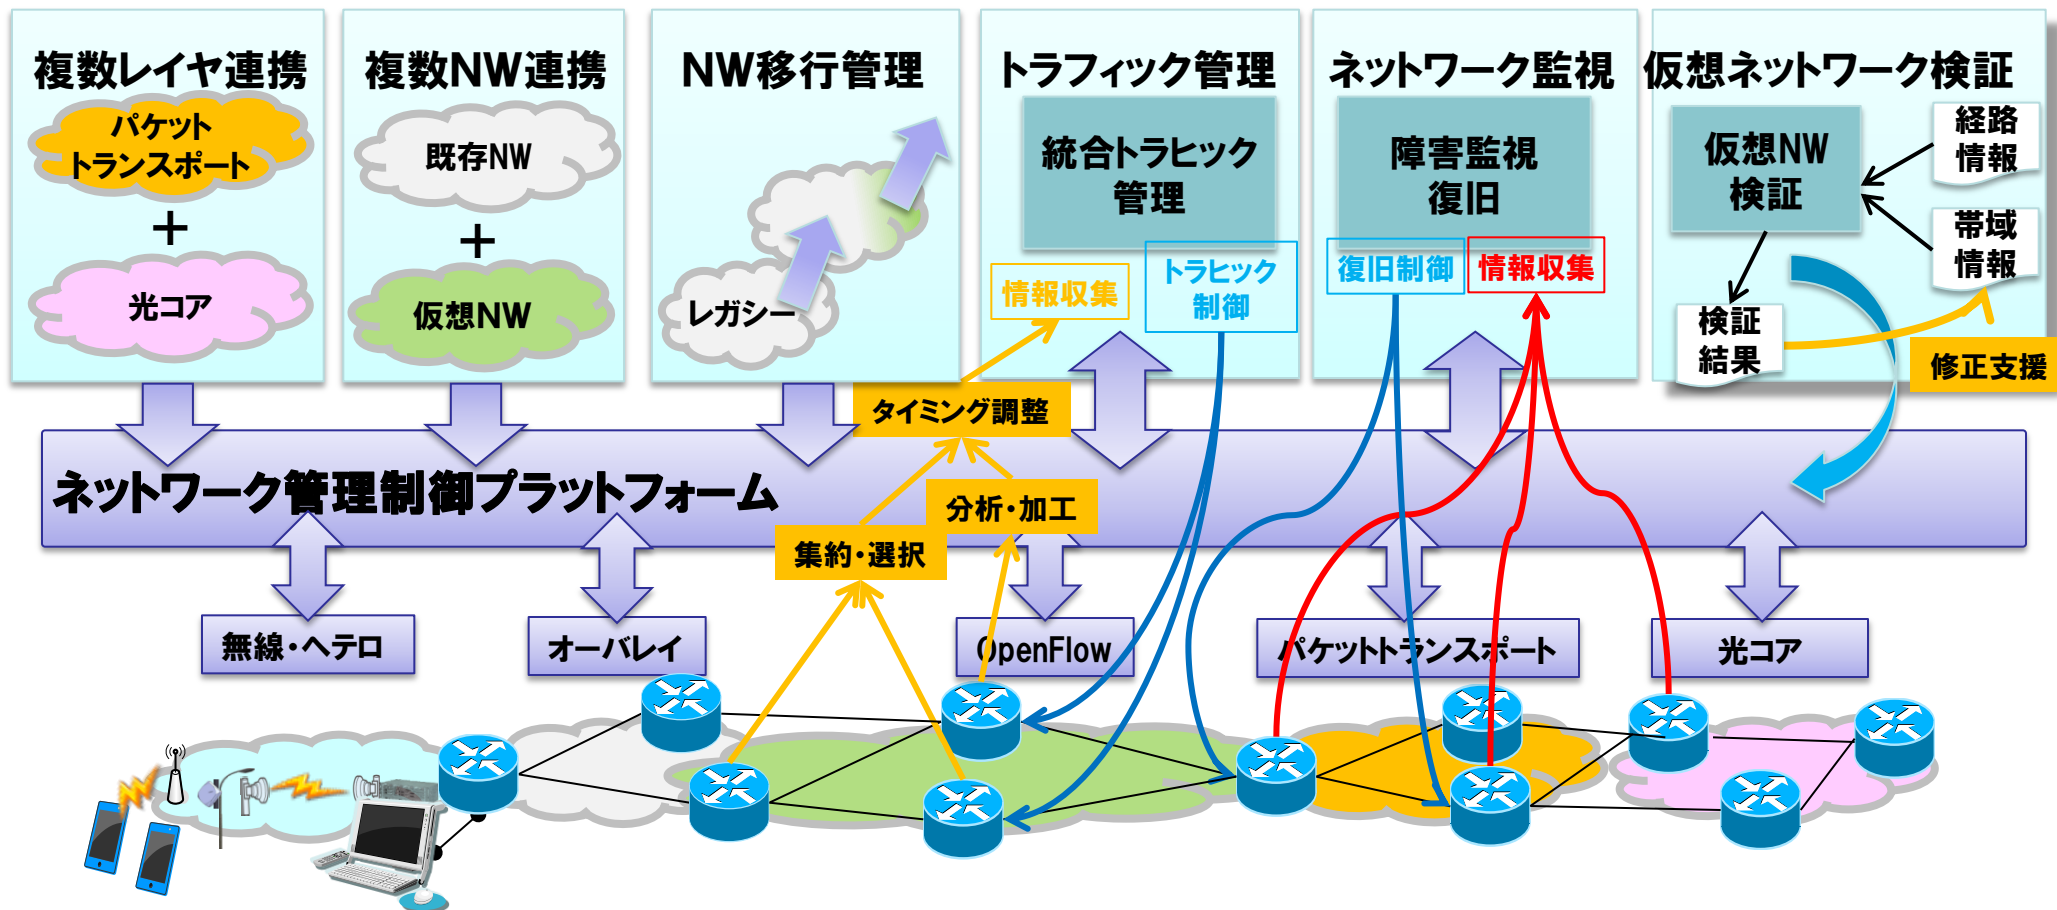 複数レイヤ連携
パケット
トランスポート
+
光コア
複数NW連携
既存NW
+
仮想NW
NW移行管理
レガシー
トラフィック管理
統合トラヒック
管理
情報収集
トラヒック
制御
ネットワーク監視
障害監視
復旧
復旧制御
情報収集
仮想ネットワーク検証
仮想NW
検証
経路
情報
帯域
情報
検証
結果
修正支援
タイミング調整
ネットワーク管理制御プラットフォーム
分析・加工
集約・選択
無線・ヘテロ
オーバレイ
OpenFlow
パケットトランスポート
光コア